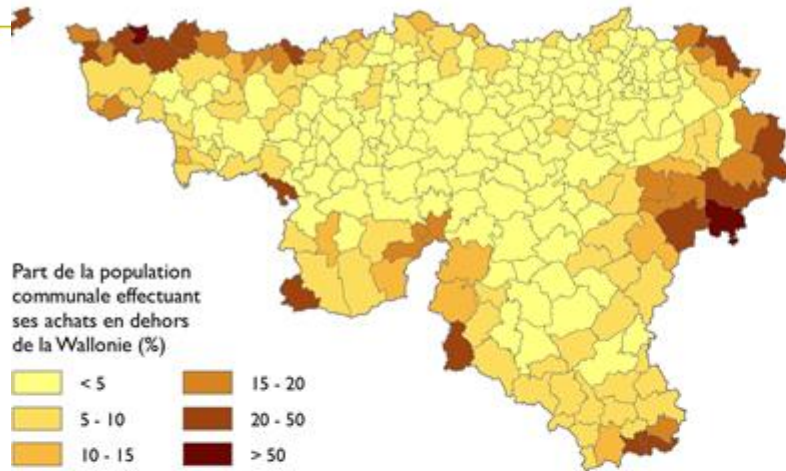 Part de la population
communale effectuant
ses achats en dehors
de la Wallonie (%)
< 5
15 - 20
5 - 10
20 - 50
10 - 15
> 50